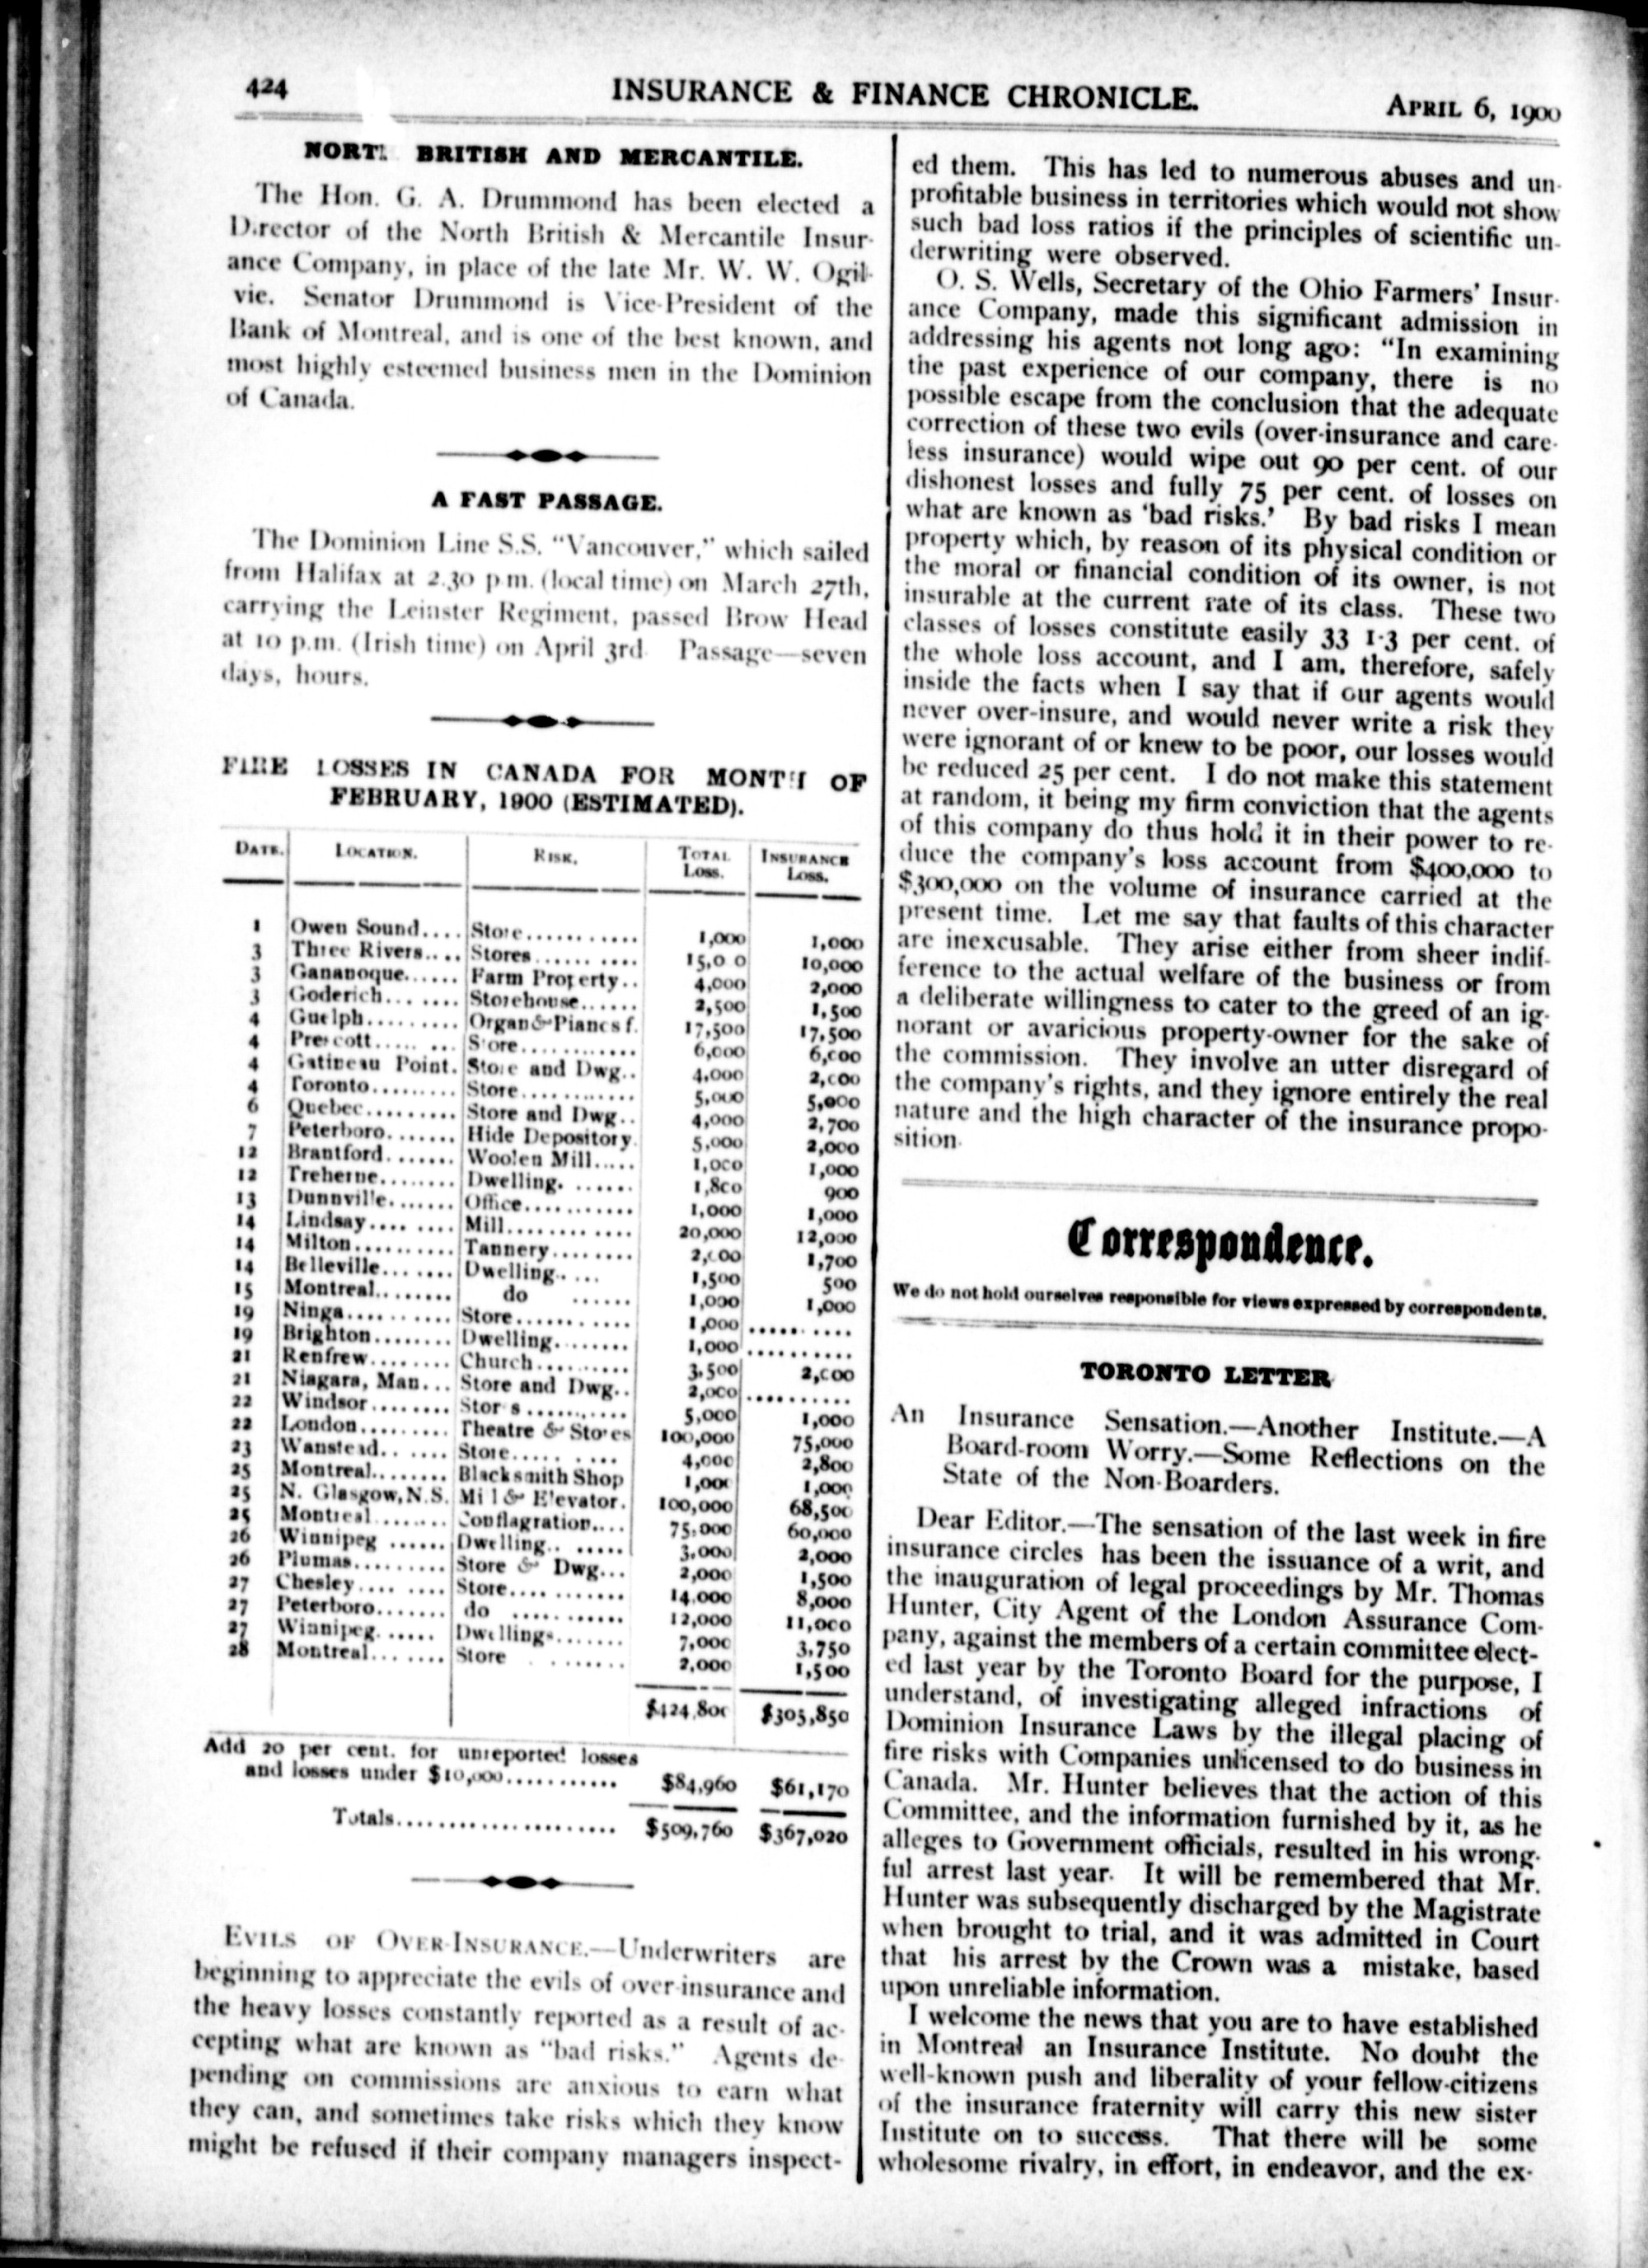 424
INSURANCE & FINANCE CHRONICLE.
APRIL 6, 1900
NORTH BRITISH AND MERCANTILE.
The Hon. G. A. Drummond has been elected a
Director of the North British & Mercantile Insur-
ance Company, in place of the late Mr. W. W. Ogil-
vie. Senator Drummond is Vice-President of the
Bank of Montreal, and is one of the best known, and
most highly esteemed business men in the Dominion
of Canada.
A FAST PASSAGE.
The Dominion Line S.S. "Vancouver," which sailed
from Halifax at 2.30 p.m. (local time) on March 27th,
carrying the Leinster Regiment, passed Brow Head
at 10 p.m. (Irish time) on April 3rd. Passage—seven
days, hours.
FIRE LOSSES IN CANADA FOR MONTH OF
FEBRUARY, 1900 (ESTIMATED).
DATE. LOCATION. RISK. TOTAL LOSS. INSURANCE LOSS.
1 Owen Sound.... Store........... 1,000 1,000
3 Three Rivers.... Stores.......... 15,000 10,000
3 Gananoque...... Farm Property.. 4,000 2,000
3 Goderich....... Storehouse...... 2,500 1,500
4 Guelph......... Organ & Pianos f. 17,500 17,500
4 Prescott..... ... Store............ 6,000 6,000
4 Gatineau Point. Store and Dwg.. 4,000 2,000
4 Toronto......... Store............ 5,000 5,000
6 Quebec......... Store and Dwg.. 4,000 2,700
7 Peterboro....... Hide Depository. 5,000 2,000
12 Brantford....... Woolen Mill..... 1,000 1,000
12 Treherne........ Dwelling. ...... 1,800 900
13 Dunnville....... Office........... 1,000 1,000
14 Lindsay.... .... Mill............ 20,000 12,000
14 Milton.......... Tannery........ 2,000 1,700
14 Belleville....... Dwelling.. ... 1,500 500
15 Montreal........ do ...... 1,000 1,000
19 Ninga........... Store........... 1,000 ..........
19 Brighton........ Dwelling........ 1,000 ..........
21 Renfrew........ Church.......... 3,500 2,000
21 Niagara, Man... Store and Dwg.. 2,000 ..........
22 Windsor........ Stores.......... 5,000 1,000
22 London......... Theatre & Stores 100,000 75,000
23 Wanstead.. .... Store..... .... 4,000 2,800
25 Montreal........ Blacksmith Shop 1,000 1,000
25 N. Glasgow, N.S. Mill & Elevator. 100,000 68,500
25 Montreal ....... Conflagration.... 75,000 60,000
26 Winnipeg ...... Dwelling.. ..... 3,000 2,000
26 Plumas......... Store & Dwg... 2,000 1,500
27 Chesley.... .... Store........... 14,000 8,000
27 Peterboro....... do ........... 12,000 11,000
27 Winnipeg. ..... Dwellings....... 7,000 3,750
28 Montreal....... Store ....... 2,000 1,500
$424,800 $305,850
Add 20 per cent. for unreported losses
and losses under $10,000........... $84,960 $61,170
Totals..................... $509,760 $367,020
EVILS OF OVER-INSURANCE.—Underwriters are
beginning to appreciate the evils of over-insurance and
the heavy losses constantly reported as a result of ac-
cepting what are known as "bad risks." Agents de-
pending on commissions are anxious to earn what
they can, and sometimes take risks which they know
might be refused if their company managers inspect-
ed them. This has led to numerous abuses and un-
profitable business in territories which would not show
such bad loss ratios if the principles of scientific un-
derwriting were observed.
O. S. Wells, Secretary of the Ohio Farmers' Insur-
ance Company, made this significant admission in
addressing his agents not long ago: "In examining
the past experience of our company, there is no
possible escape from the conclusion that the adequate
correction of these two evils (over-insurance and care-
less insurance) would wipe out 90 per cent. of our
dishonest losses and fully 75 per cent. of losses on
what are known as 'bad risks.' By bad risks I mean
property which, by reason of its physical condition or
the moral or financial condition of its owner, is not
insurable at the current rate of its class. These two
classes of losses constitute easily 33 1-3 per cent. of
the whole loss account, and I am, therefore, safely
inside the facts when I say that if our agents would
never over-insure, and would never write a risk they
were ignorant of or knew to be poor, our losses would
be reduced 25 per cent. I do not make this statement
at random, it being my firm conviction that the agents
of this company do thus hold it in their power to re-
duce the company's loss account from $400,000 to
$300,000 on the volume of insurance carried at the
present time. Let me say that faults of this character
are inexcusable. They arise either from sheer indif-
ference to the actual welfare of the business or from
a deliberate willingness to cater to the greed of an ig-
norant or avaricious property-owner for the sake of
the commission. They involve an utter disregard of
the company's rights, and they ignore entirely the real
nature and the high character of the insurance propo-
sition.
Correspondence.
We do not hold ourselves responsible for views expressed by correspondents.
TORONTO LETTER
An Insurance Sensation.—Another Institute.—A
Board-room Worry.—Some Reflections on the
State of the Non-Boarders.
Dear Editor.—The sensation of the last week in fire
insurance circles has been the issuance of a writ, and
the inauguration of legal proceedings by Mr. Thomas
Hunter, City Agent of the London Assurance Com-
pany, against the members of a certain committee elect-
ed last year by the Toronto Board for the purpose, I
understand, of investigating alleged infractions of
Dominion Insurance Laws by the illegal placing of
fire risks with Companies unlicensed to do business in
Canada. Mr. Hunter believes that the action of this
Committee, and the information furnished by it, as he
alleges to Government officials, resulted in his wrong-
ful arrest last year. It will be remembered that Mr.
Hunter was subsequently discharged by the Magistrate
when brought to trial, and it was admitted in Court
that his arrest by the Crown was a mistake, based
upon unreliable information.
I welcome the news that you are to have established
in Montreal an Insurance Institute. No doubt the
well-known push and liberality of your fellow-citizens
of the insurance fraternity will carry this new sister
Institute on to success. That there will be some
wholesome rivalry, in effort, in endeavor, and the ex-